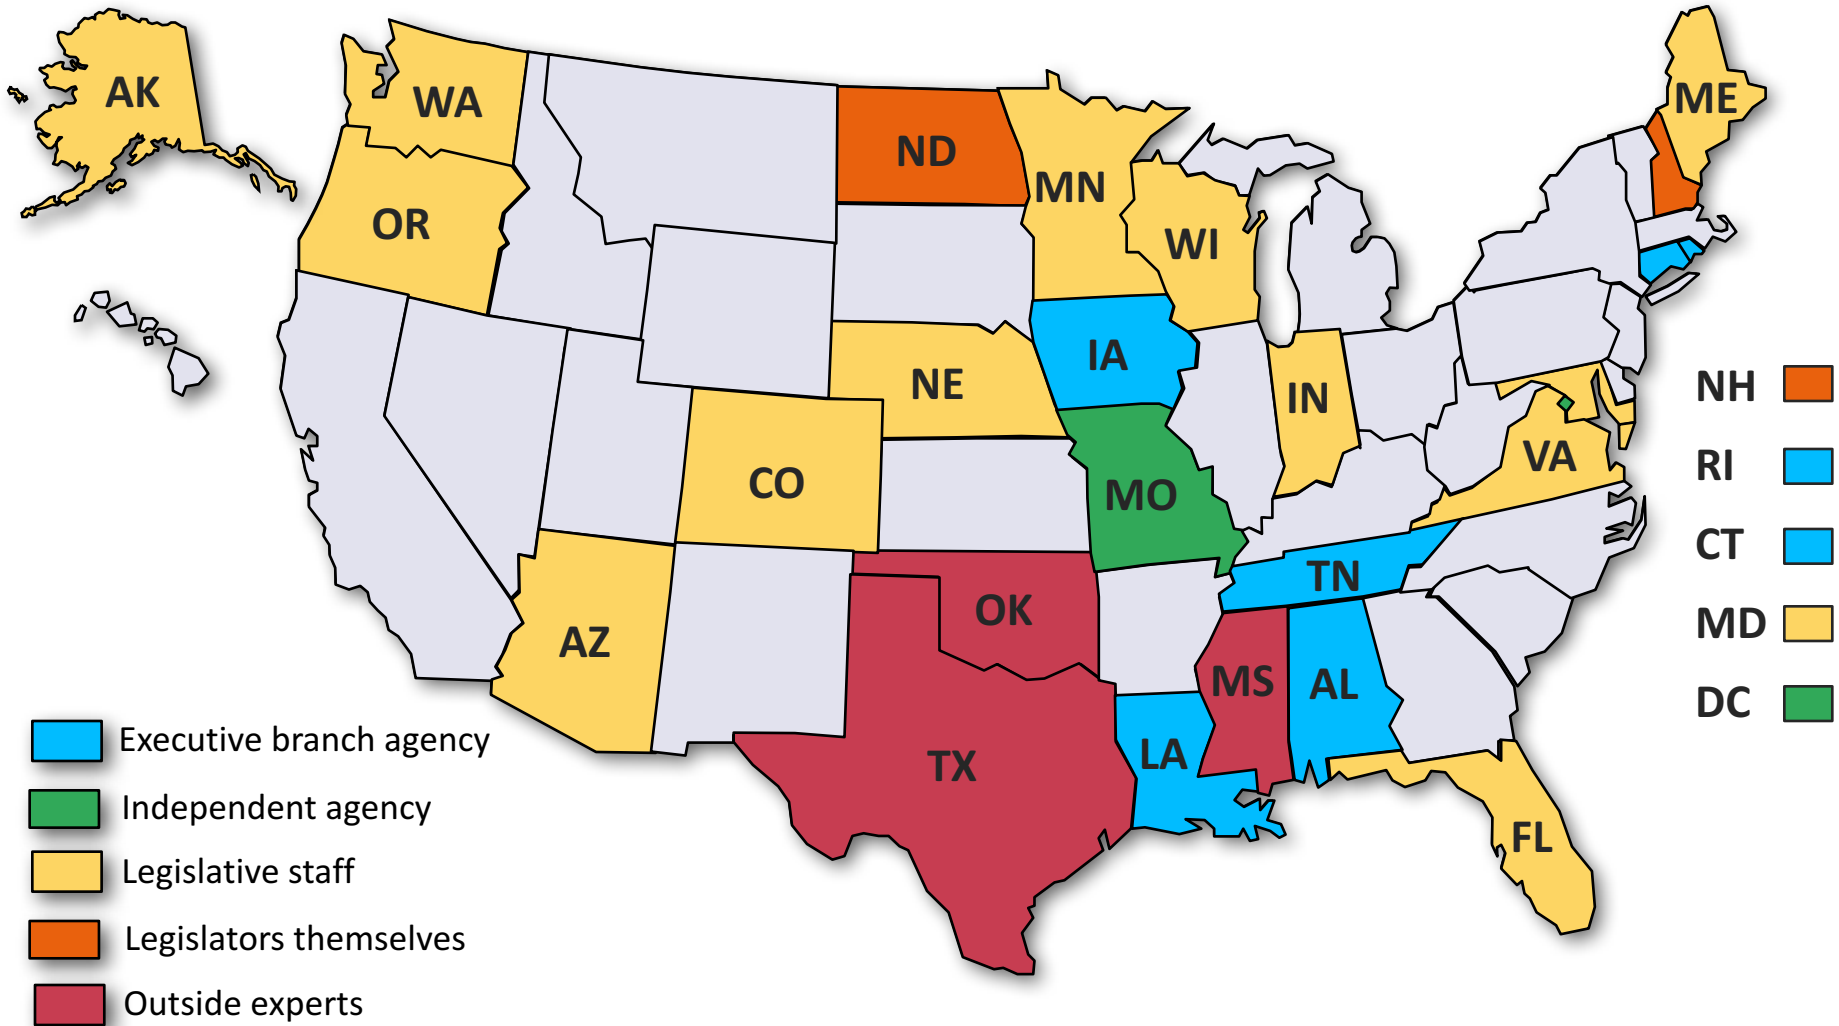 AK
WA
ME
ND
MN
OR
WI
IA
NE
NH
IN
VA
RI
CO
MO
CT
TN
OK
MD
AZ
MS
AL
DC
Executive branch agency
LA
TX
Independent agency
FL
Legislative staff
Legislators themselves
Outside experts